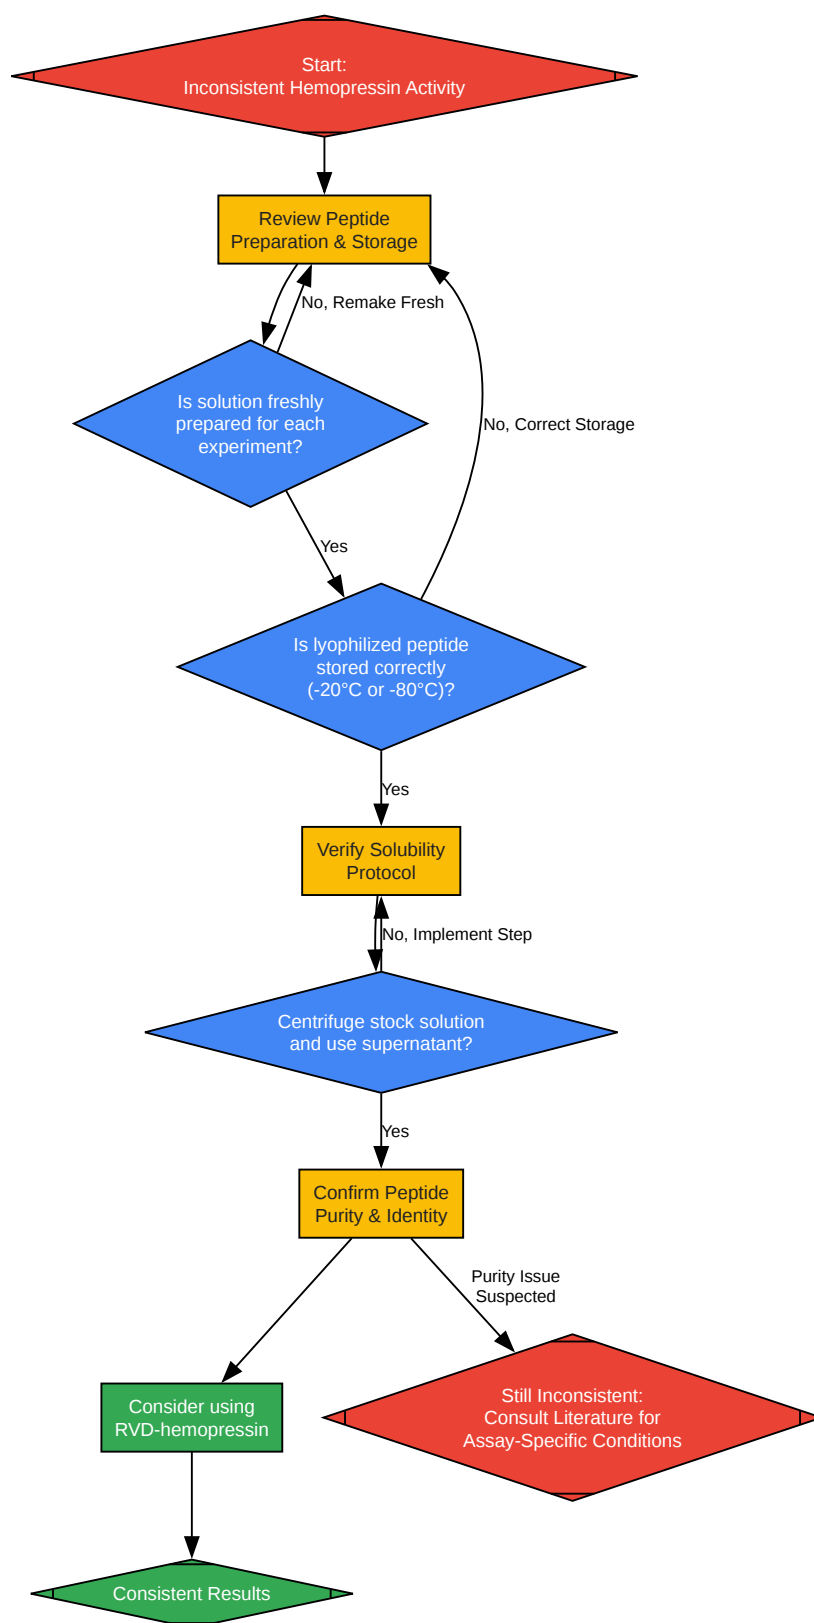 Start:
Inconsistent Hemopressin Activity
Review Peptide
Preparation & Storage
No, Remake Fresh
Is solution freshly
prepared for each
experiment?
No, Correct Storage
Yes
Is lyophilized peptide
stored correctly
(-20°C or -80°C)?
Yes
Verify Solubility
Protocol
No, Implement Step
Centrifuge stock solution
and use supernatant?
Yes
Confirm Peptide
Purity & Identity
Purity Issue
Suspected
Consider using
RVD-hemopressin
Still Inconsistent:
Consult Literature for
Assay-Specific Conditions
Consistent Results